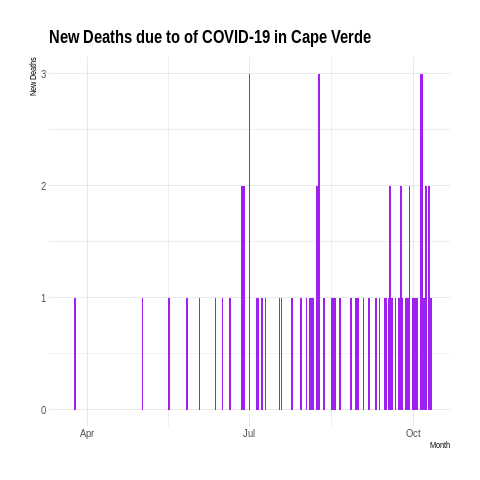 New Deaths due to of COVID-19 in Cape Verde
New Deaths
3
2
1
0
Apr Jul Oct
Month